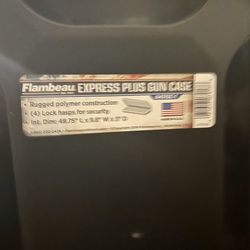 Flambeau EXPRESS PLUS GUN CASE
• Rugged polymer construction
• (4) Lock hasps for security
• Int. Dim: 49.75" L x 9.8" W x 3" D